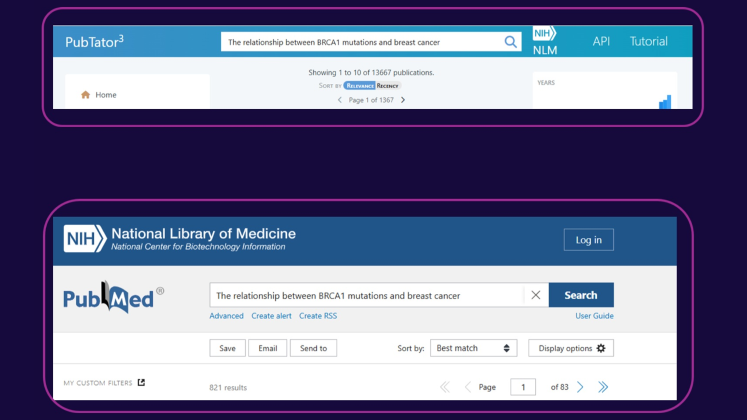 PubTator3
The relationship between BRCA1 mutations and breast cancer
NIH
NLM
API
Tutorial
Showing 1 to 10 of 13667 publications.
SORT BY RELEVANCE RECENCY
Page 1 of 1367
Home
YEARS
NIH
National Library of Medicine
National Center for Biotechnology Information
Log in
PubMed®
The relationship between BRCA1 mutations and breast cancer
Search
Advanced Create alert Create RSS
User Guide
Save Email Send to
Sort by: Best match
Display options
MY CUSTOM FILTERS
821 results
Page 1 of 83